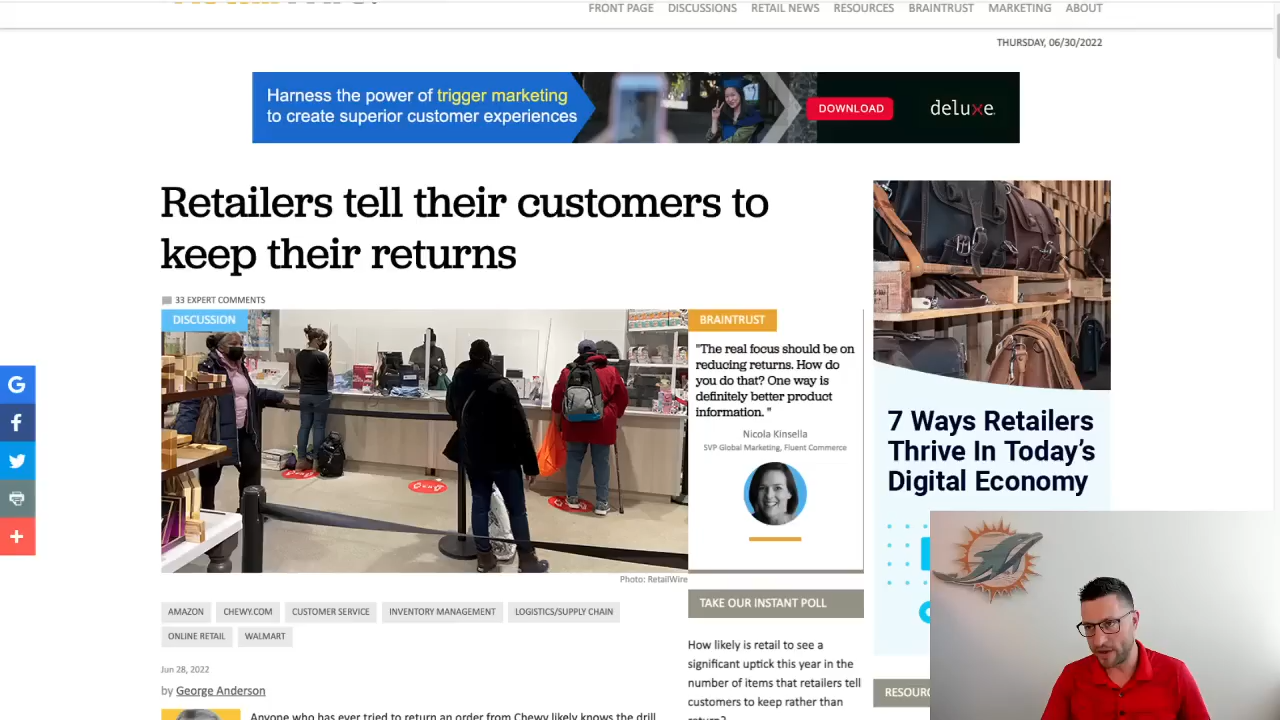 FRONT PAGE DISCUSSIONS RETAIL NEWS RESOURCES BRAINTRUST MARKETING ABOUT
THURSDAY, 06/30/2022
Harness the power of trigger marketing
to create superior customer experiences
DOWNLOAD
deluxe.
Retailers tell their customers to
keep their returns
33 EXPERT COMMENTS
DISCUSSION
BRAINTRUST
"The real focus should be on
reducing returns. How do
you do that? One way is
definitely better product
information. "
Nicola Kinsella
SVP Global Marketing, Fluent Commerce
Photo: RetailWire
7 Ways Retailers
Thrive In Today's
Digital Economy
AMAZON CHEWY.COM CUSTOMER SERVICE INVENTORY MANAGEMENT LOGISTICS/SUPPLY CHAIN
ONLINE RETAIL WALMART
Jun 28, 2022
by George Anderson
Anyone who has ever tried to return an order from Chewy likely knows the drill
TAKE OUR INSTANT POLL
How likely is retail to see a
significant uptick this year in the
number of items that retailers tell
customers to keep rather than
return?